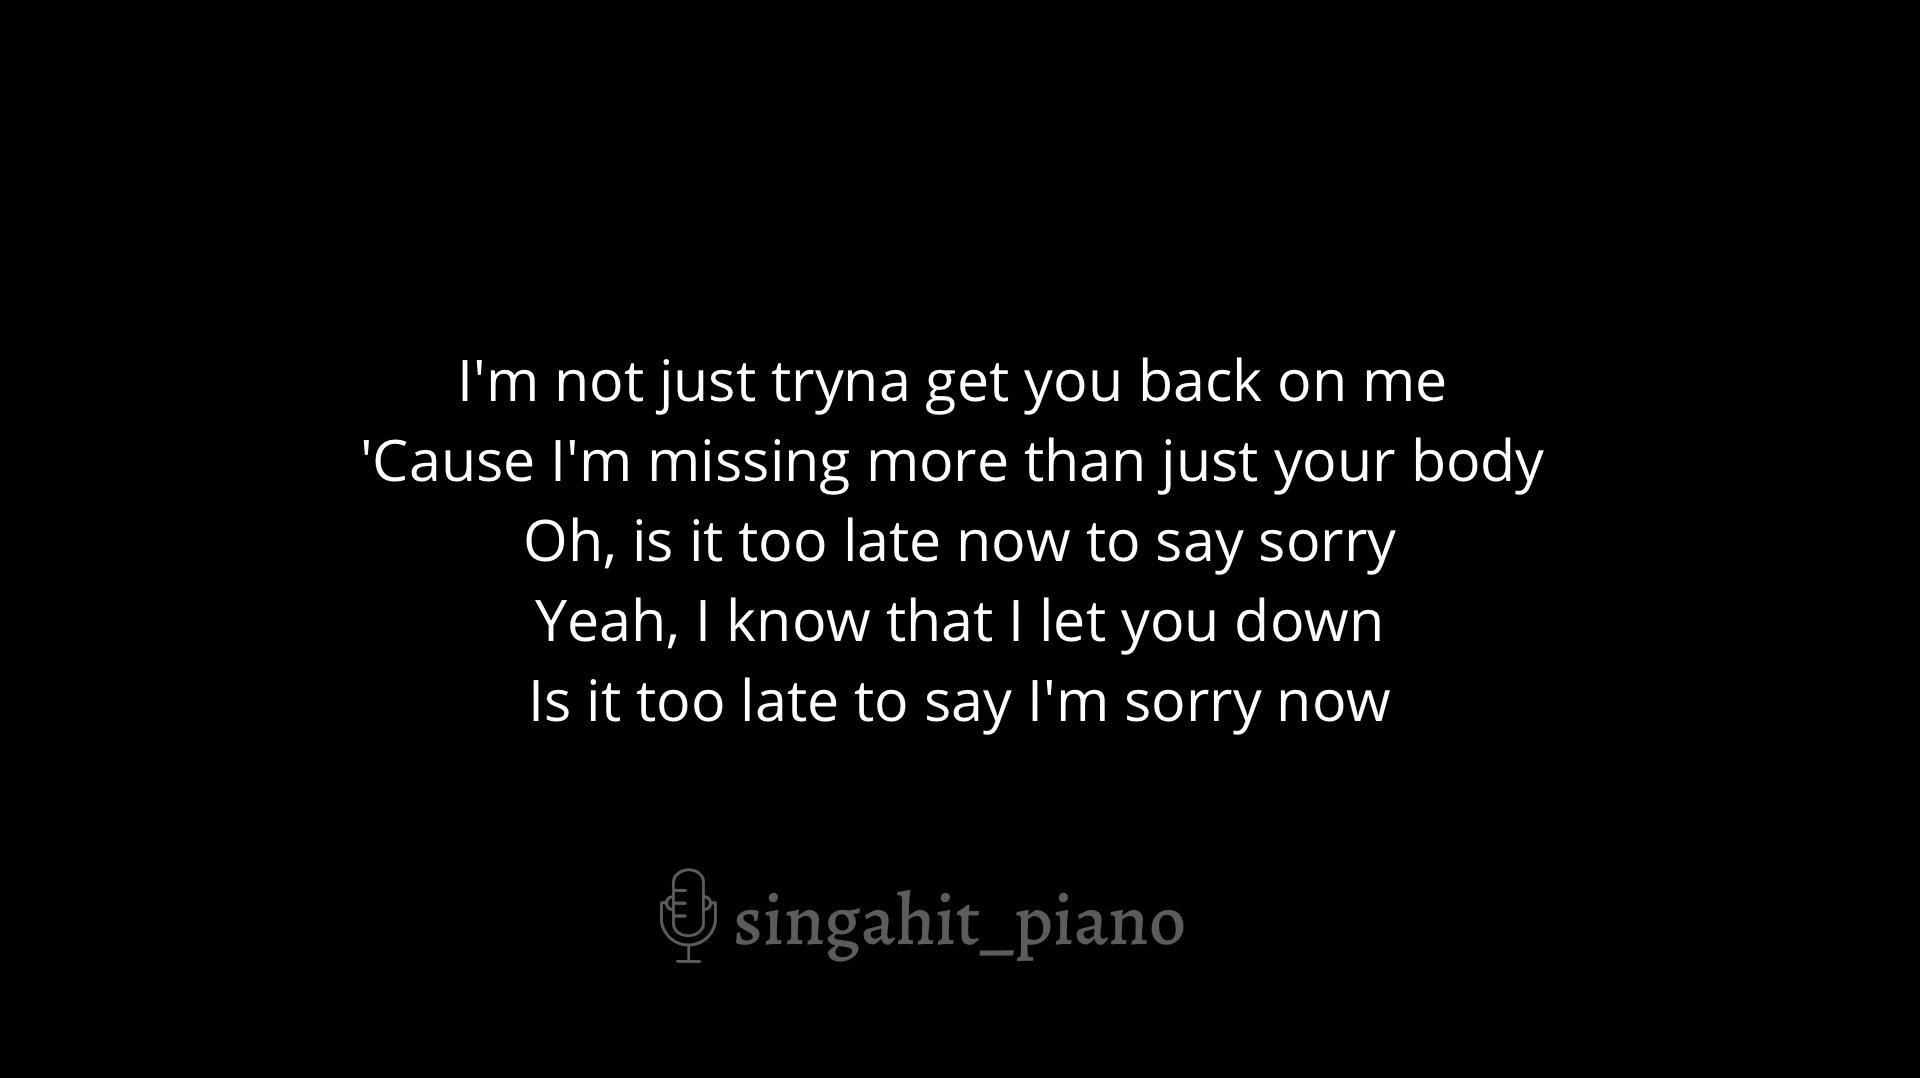 I'm not just tryna get you back on me
'Cause I'm missing more than just your body
Oh, is it too late now to say sorry
Yeah, I know that I let you down
Is it too late to say I'm sorry now
singahit_piano